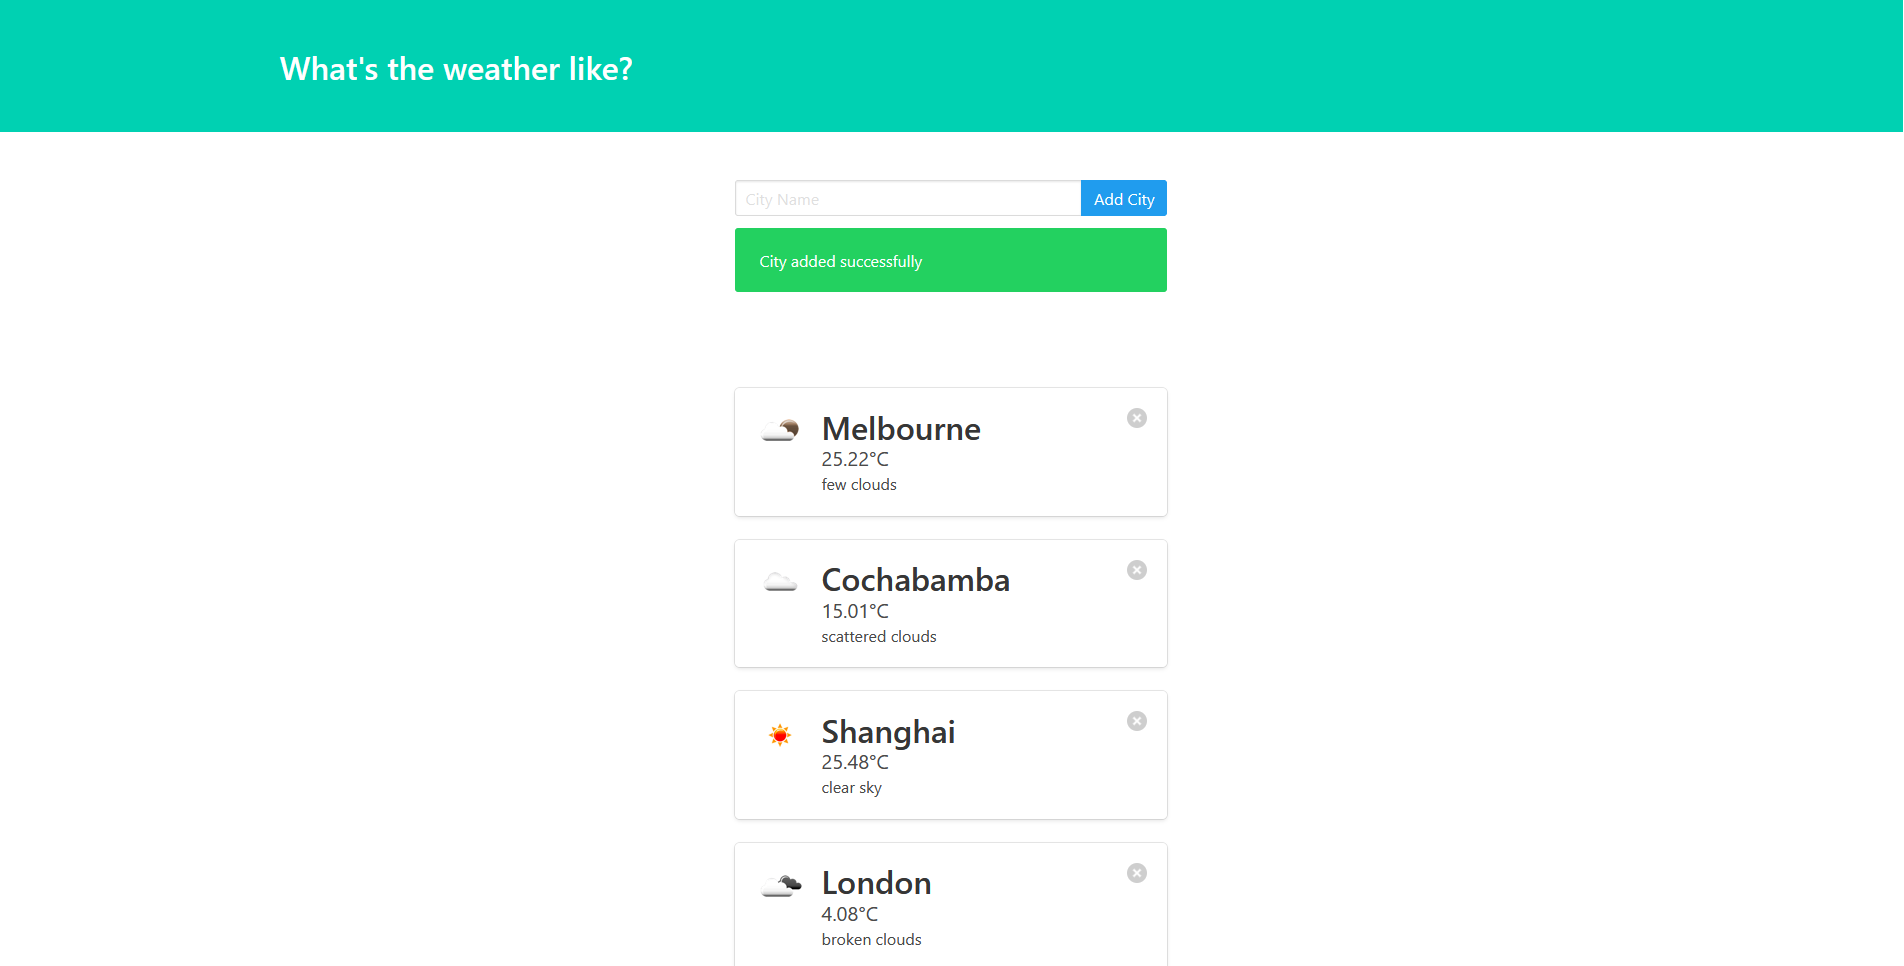 What's the weather like?
City Name
Add City
City added successfully
Melbourne
25.22°C
few clouds
Cochabamba
15.01°C
scattered clouds
Shanghai
25.48°C
clear sky
London
4.08°C
broken clouds